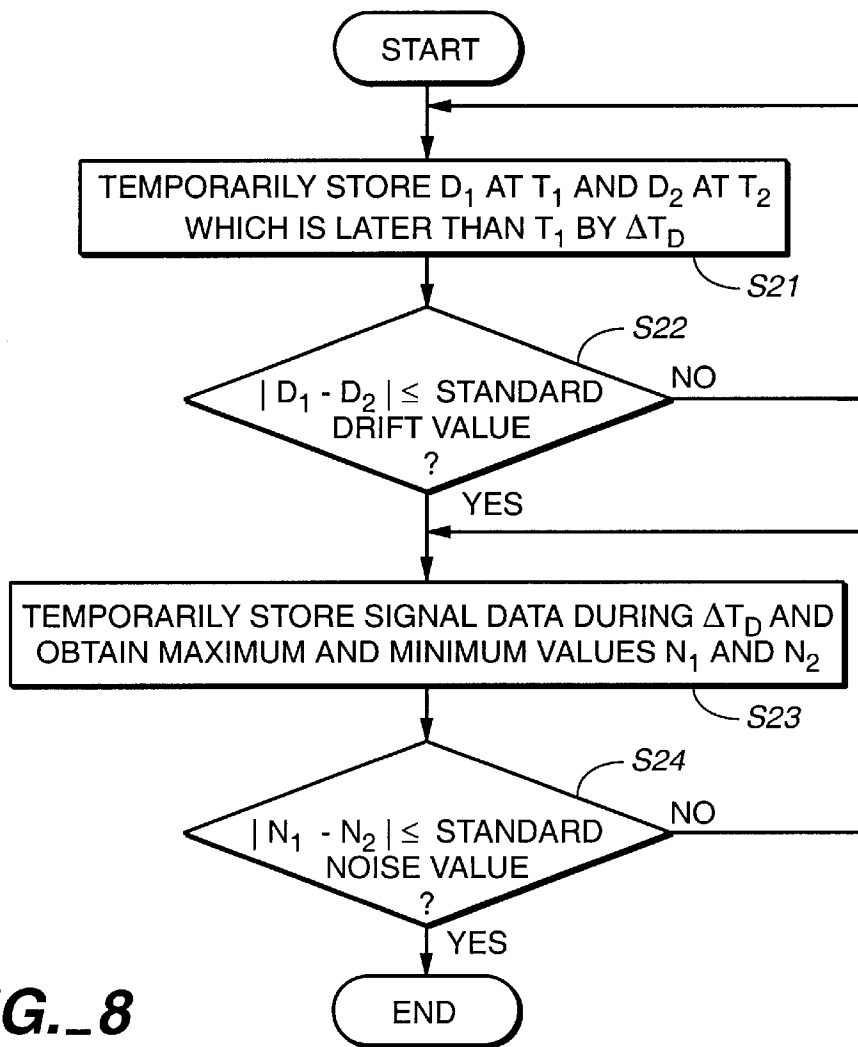 START
TEMPORARILY STORE D₁ AT T₁ AND D₂ AT T₂
WHICH IS LATER THAN T₁ BY ΔT_D
S21
S22
| D₁ - D₂ | ≦ STANDARD
DRIFT VALUE
?
NO
YES
TEMPORARILY STORE SIGNAL DATA DURING ΔT_D AND
OBTAIN MAXIMUM AND MINIMUM VALUES N₁ AND N₂
S23
S24
| N₁ - N₂ | ≦ STANDARD
NOISE VALUE
?
NO
YES
END
G._8